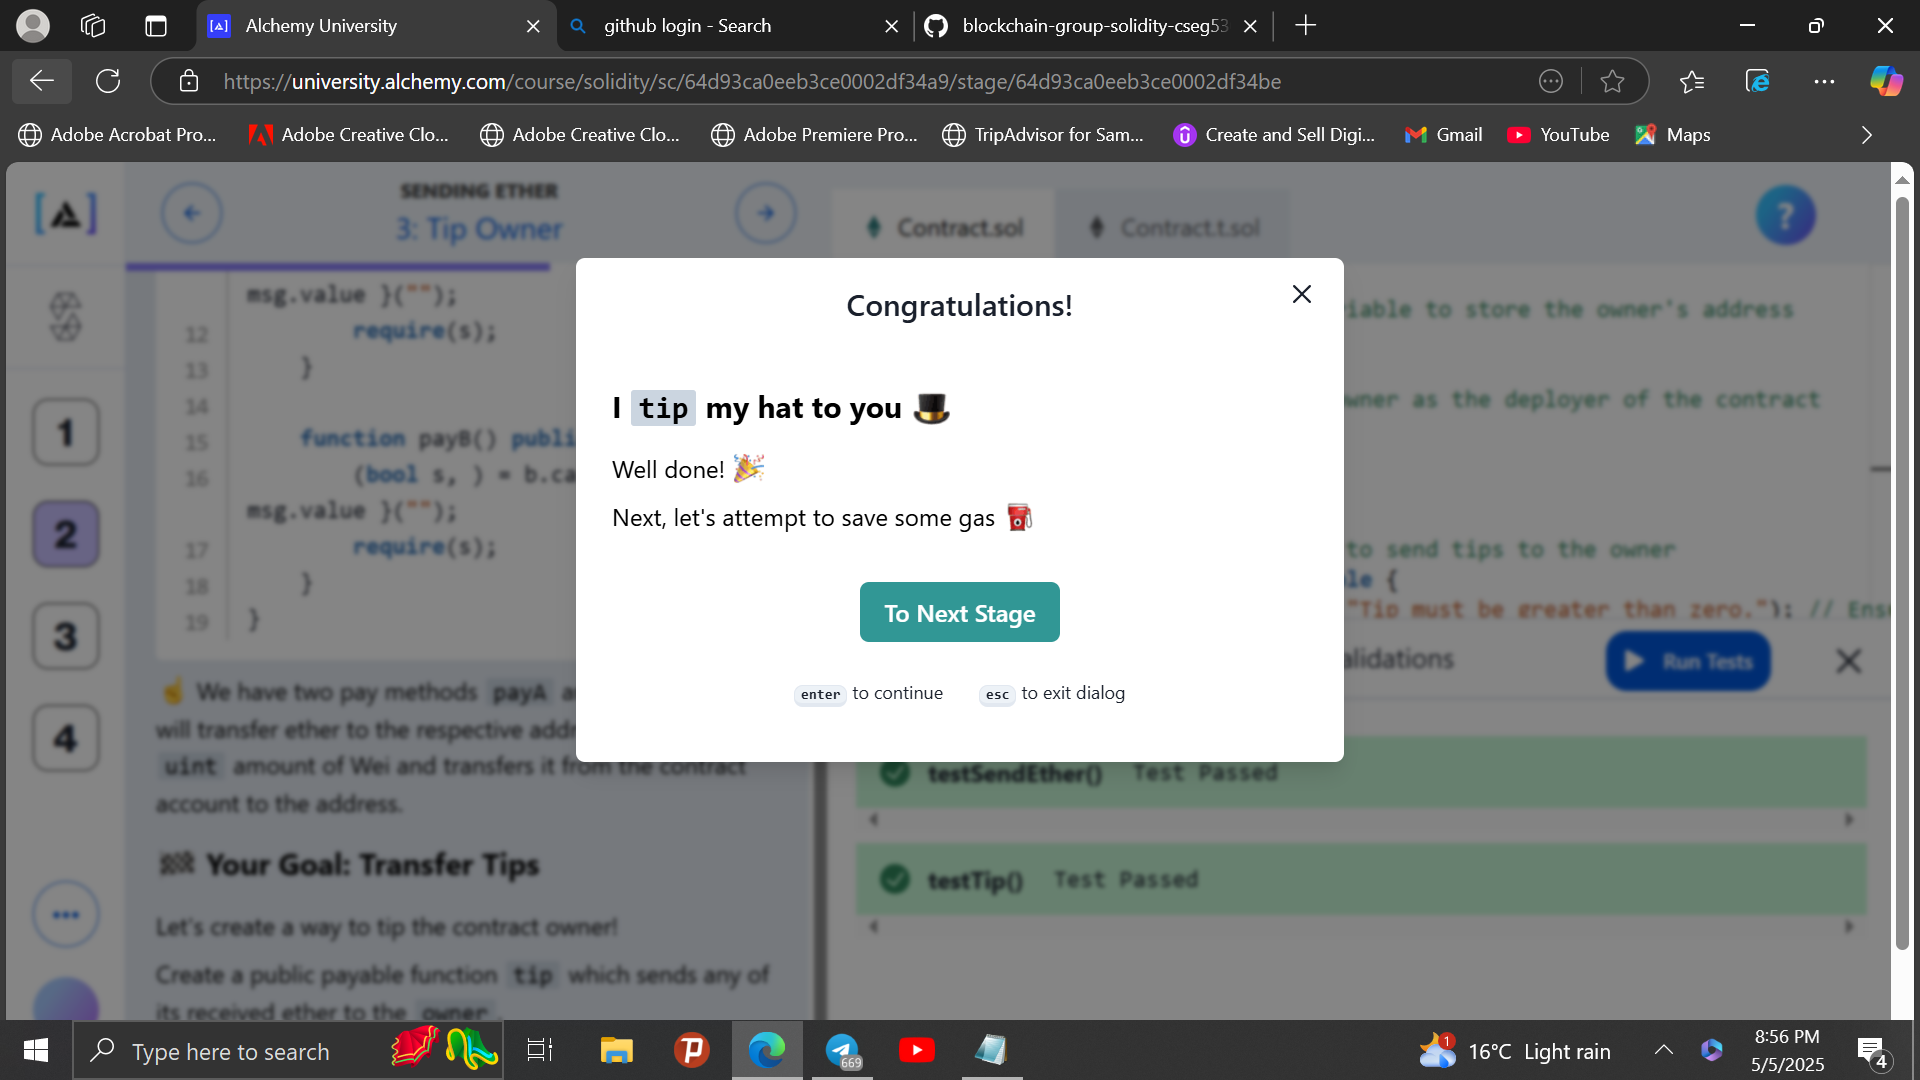 Alchemy University
github login - Search
blockchain-group-solidity-cseg53
https://university.alchemy.com/course/solidity/sc/64d93ca0eeb3ce0002df34a9/stage/64d93ca0eeb3ce0002df34be
Adobe Acrobat Pro...
Adobe Creative Clo...
Adobe Creative Clo...
Adobe Premiere Pro...
TripAdvisor for Sam...
Create and Sell Digi...
Gmail
YouTube
Maps
SENDING ETHER
3: Tip Owner
Contract.sol
Contract.t.sol
?
1
2
3
4
msg.value }("");
12 require(s);
13 }
14
15 function payB() publi
16 (bool s, ) = b.ca
msg.value }("");
17 require(s);
18 }
19 }
☝ We have two pay methods payA a
will transfer ether to the respective addr
uint amount of Wei and transfers it from the contract
account to the address.
🏁 Your Goal: Transfer Tips
Let's create a way to tip the contract owner!
Create a public payable function tip which sends any of
its received ether to the owner.
iable to store the owner's address
wner as the deployer of the contract
to send tips to the owner
le {
"Tip must be greater than zero."); // Ens
alidations
Run Tests
testSendEther() Test Passed
testTip() Test Passed
Congratulations!
I tip my hat to you 🎩
Well done! 🎉
Next, let's attempt to save some gas ⛽
To Next Stage
enter to continue
esc to exit dialog
Type here to search
669
1
16°C Light rain
8:56 PM
5/5/2025
4